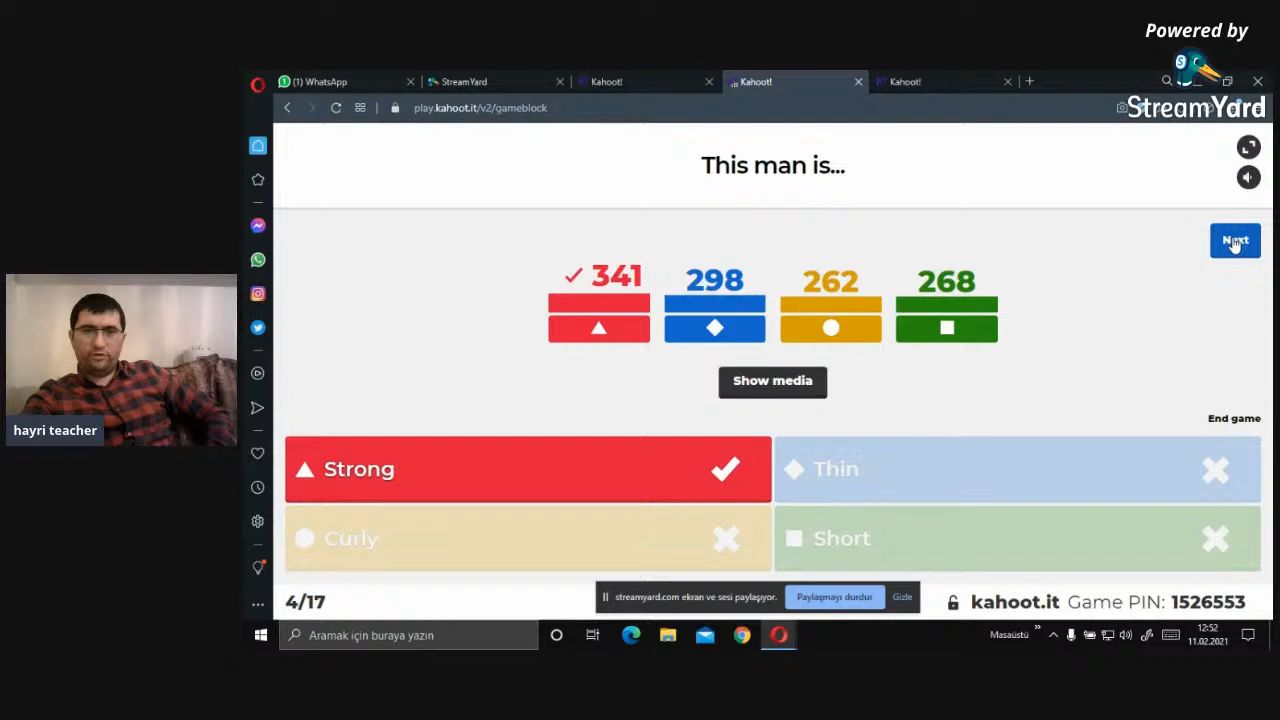 Powered by
StreamYard
(1) WhatsApp
StreamYard
Kahoot!
Kahoot!
Kahoot!
play.kahoot.it/v2/gameblock
This man is...
Next
341
298
262
268
Show media
End game
hayri teacher
Strong
Thin
Curly
Short
4/17
streamyard.com ekran ve sesi paylaşıyor.
Paylaşmayı durdur
Gizle
kahoot.it Game PIN: 1526553
Aramak için buraya yazın
Masaüstü
12:52
11.02.2021